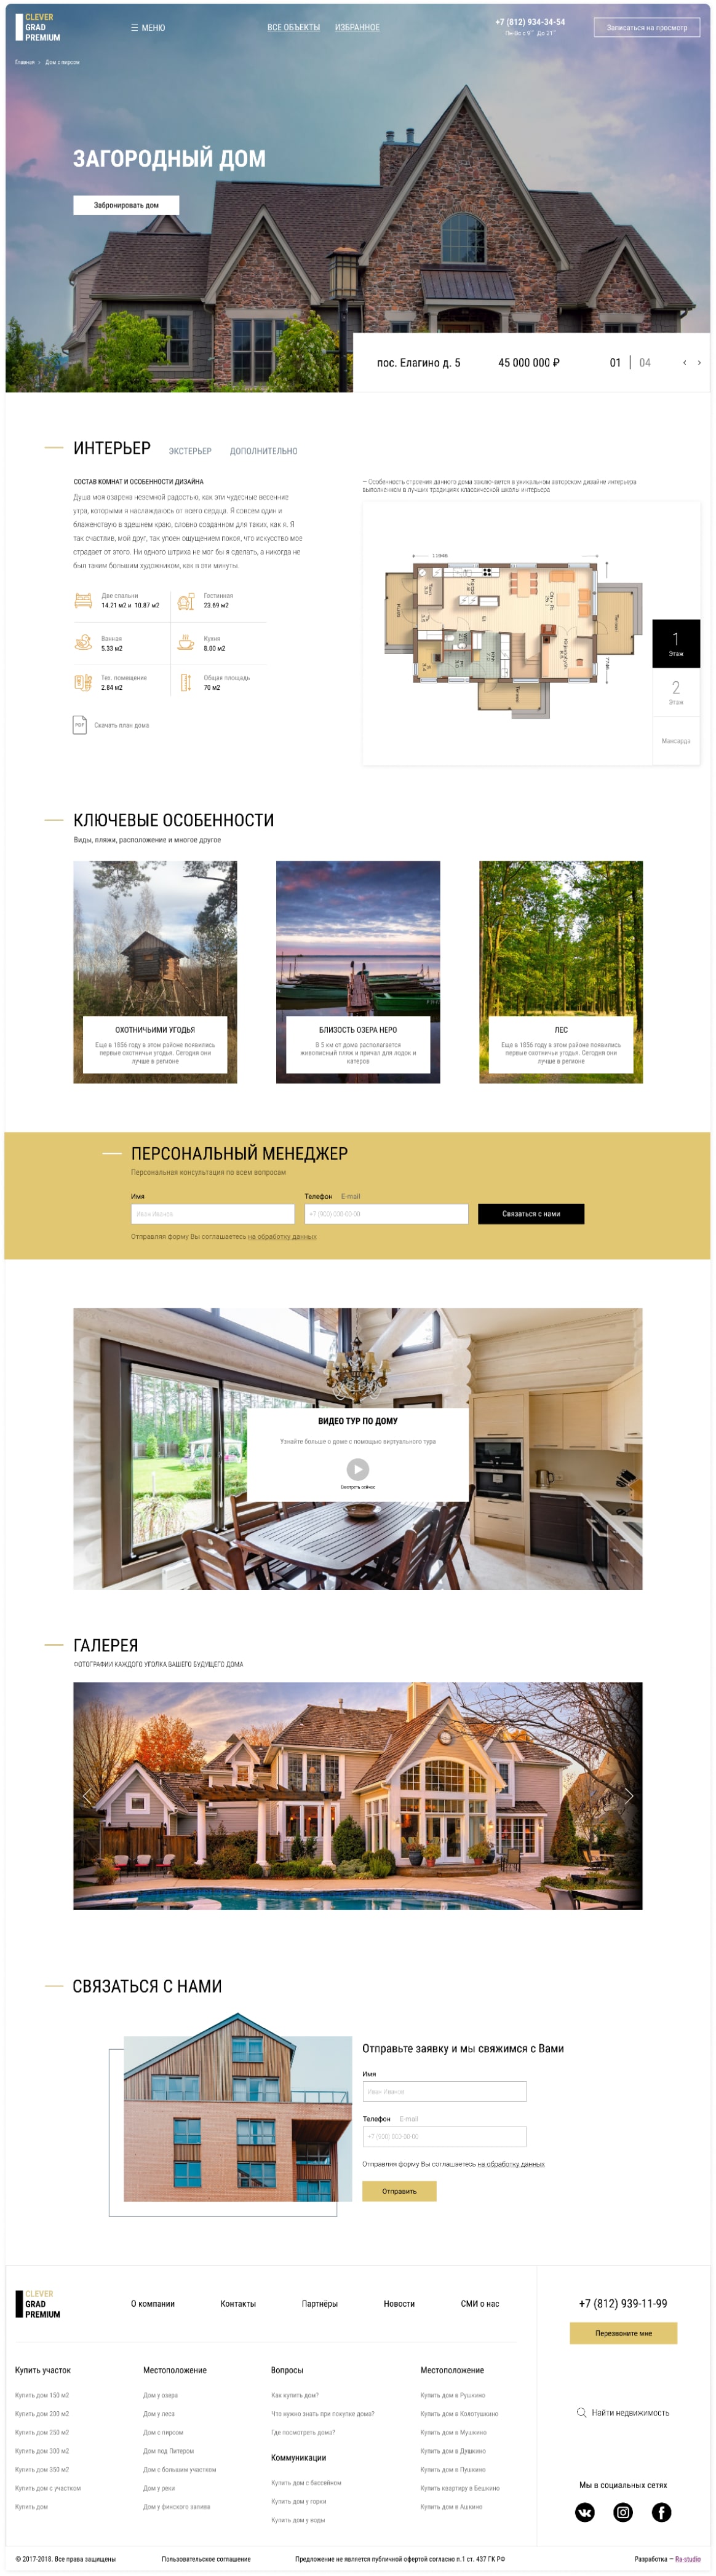 CLEVER
GRAD
PREMIUM
МЕНЮ
ВСЕ ОБЪЕКТЫ
ИЗБРАННОЕ
+7 (812) 934-34-54
Записаться на просмотр
Главная
Дом с пирсом
ЗАГОРОДНЫЙ ДОМ
Забронировать дом
пос. Елагино д. 5
45 000 000 ₽
01 | 04
ИНТЕРЬЕР
ЭКСТЕРЬЕР
ДОПОЛНИТЕЛЬНО
СОСТАВ КОМНАТ И ОСОБЕННОСТИ ДИЗАЙНА
Душа моя озарена неземной радостью, как эти чудесные весенние
утра, которыми я наслаждаюсь от всего сердца. Я совсем один и
блаженствую в здешнем краю, словно созданном для таких, как я. Я
так счастлив, мой друг, так упоен ощущением покоя, что искусство мое
страдает от этого. Ни одного штриха не мог бы я сделать, а никогда не
был таким большим художником, как в эти минуты.
Две спальни
14.21 м2 и 10.87 м2
Гостинная
23.69 м2
Ванная
5.33 м2
Кухня
8.00 м2
Тех. помещение
2.84 м2
Общая площадь
70 м2
PDF
Скачать план дома
— Особенность строения данного дома заключается в уникальном авторском дизайне интерьера
выполненом в лучших традициях классической школы интерьера
1
Этаж
2
Этаж
Мансарда
КЛЮЧЕВЫЕ ОСОБЕННОСТИ
Виды, пляжи, расположение и многое другое
ОХОТНИЧЬИМИ УГОДЬЯ
Еще в 1856 году в этом районе появились
первые охотничьи угодья. Сегодня они
лучше в регионе
БЛИЗОСТЬ ОЗЕРА НЕРО
В 5 км от дома располагается
живописный пляж и причал для лодок и
катеров
ЛЕС
Еще в 1856 году в этом районе появились
первые охотничьи угодья. Сегодня они
лучше в регионе
ПЕРСОНАЛЬНЫЙ МЕНЕДЖЕР
Персональная консультация по всем вопросам
Имя
Телефон
E-mail
Иван Иванов
Связаться с нами
Отправляя форму Вы соглашаетесь на обработку данных
ВИДЕО ТУР ПО ДОМУ
Узнайте больше о доме с помощью виртуального тура
Смотреть сейчас
ГАЛЕРЕЯ
ФОТОГРАФИИ КАЖДОГО УГОЛКА ВАШЕГО БУДУЩЕГО ДОМА
СВЯЗАТЬСЯ С НАМИ
Отправьте заявку и мы свяжимся с Вами
Имя
Иван Иванов
Телефон
E-mail
Отправляя форму Вы соглашаетесь на обработку данных
Отправить
CLEVER
GRAD
PREMIUM
О компании
Контакты
Партнёры
Новости
СМИ о нас
+7 (812) 939-11-99
Перезвоните мне
Купить участок
Купить дом 150 м2
Купить дом 200 м2
Купить дом 250 м2
Купить дом 300 м2
Купить дом 350 м2
Купить дом с участком
Купить дом
Местоположение
Дом у озера
Дом у леса
Дом с пирсом
Дом под Питером
Дом с большим участком
Дом у реки
Дом у финского залива
Вопросы
Как купить дом?
Что нужно знать при покупке дома?
Где посмотреть дома?
Коммуникации
Купить дом с бассейном
Купить дом у горки
Купить дом у воды
Местоположение
Купить дом в Рушкино
Купить дом в Колотушкино
Купить дом в Мушкино
Купить дом в Душкино
Купить дом в Пушкино
Купить квартиру в Бешкино
Купить дом в Ашкино
Найти недвижимость
Мы в социальных сетях
© 2017-2018. Все права защищены
Пользовательское соглашение
Предложение не является публичной офертой согласно п.1 ст. 437 ГК РФ
Разработка — Ra-studio